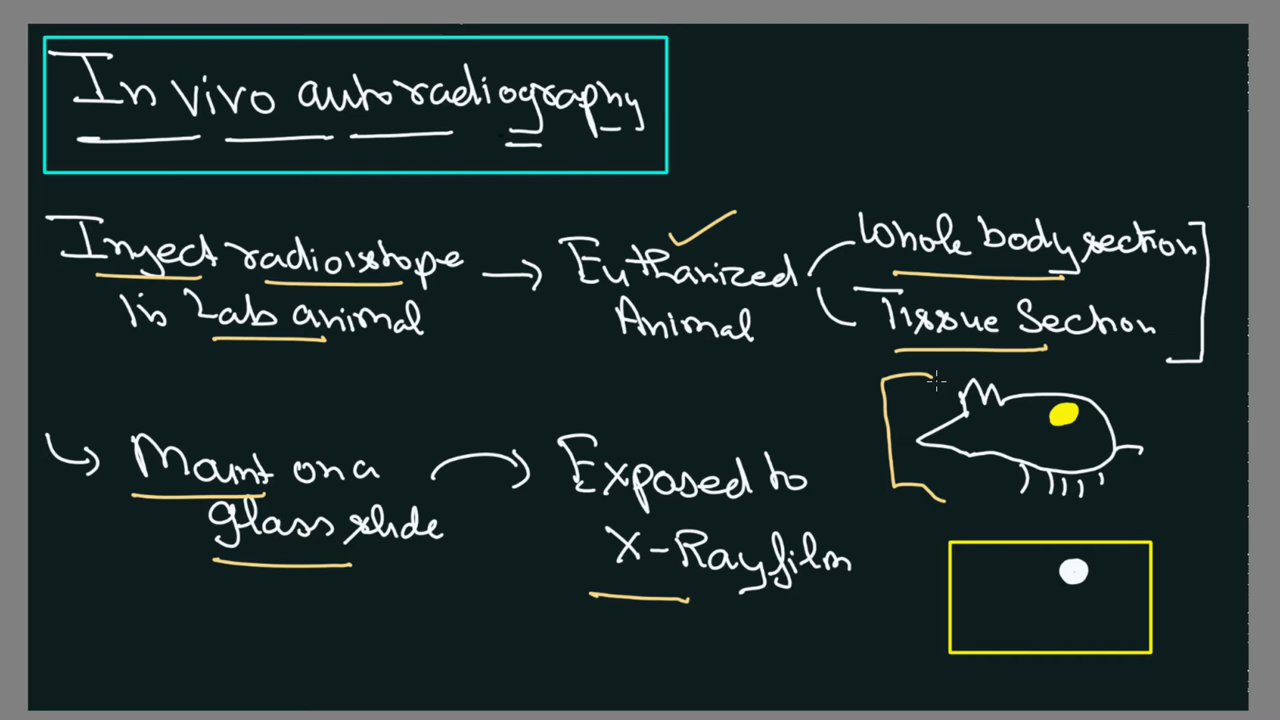 In vivo autoradiography
Inject radioisotope
in Lab animal
Euthanized
Animal
Whole body section
Tissue Section
Mount on a
glass slide
Exposed to
X-Ray film